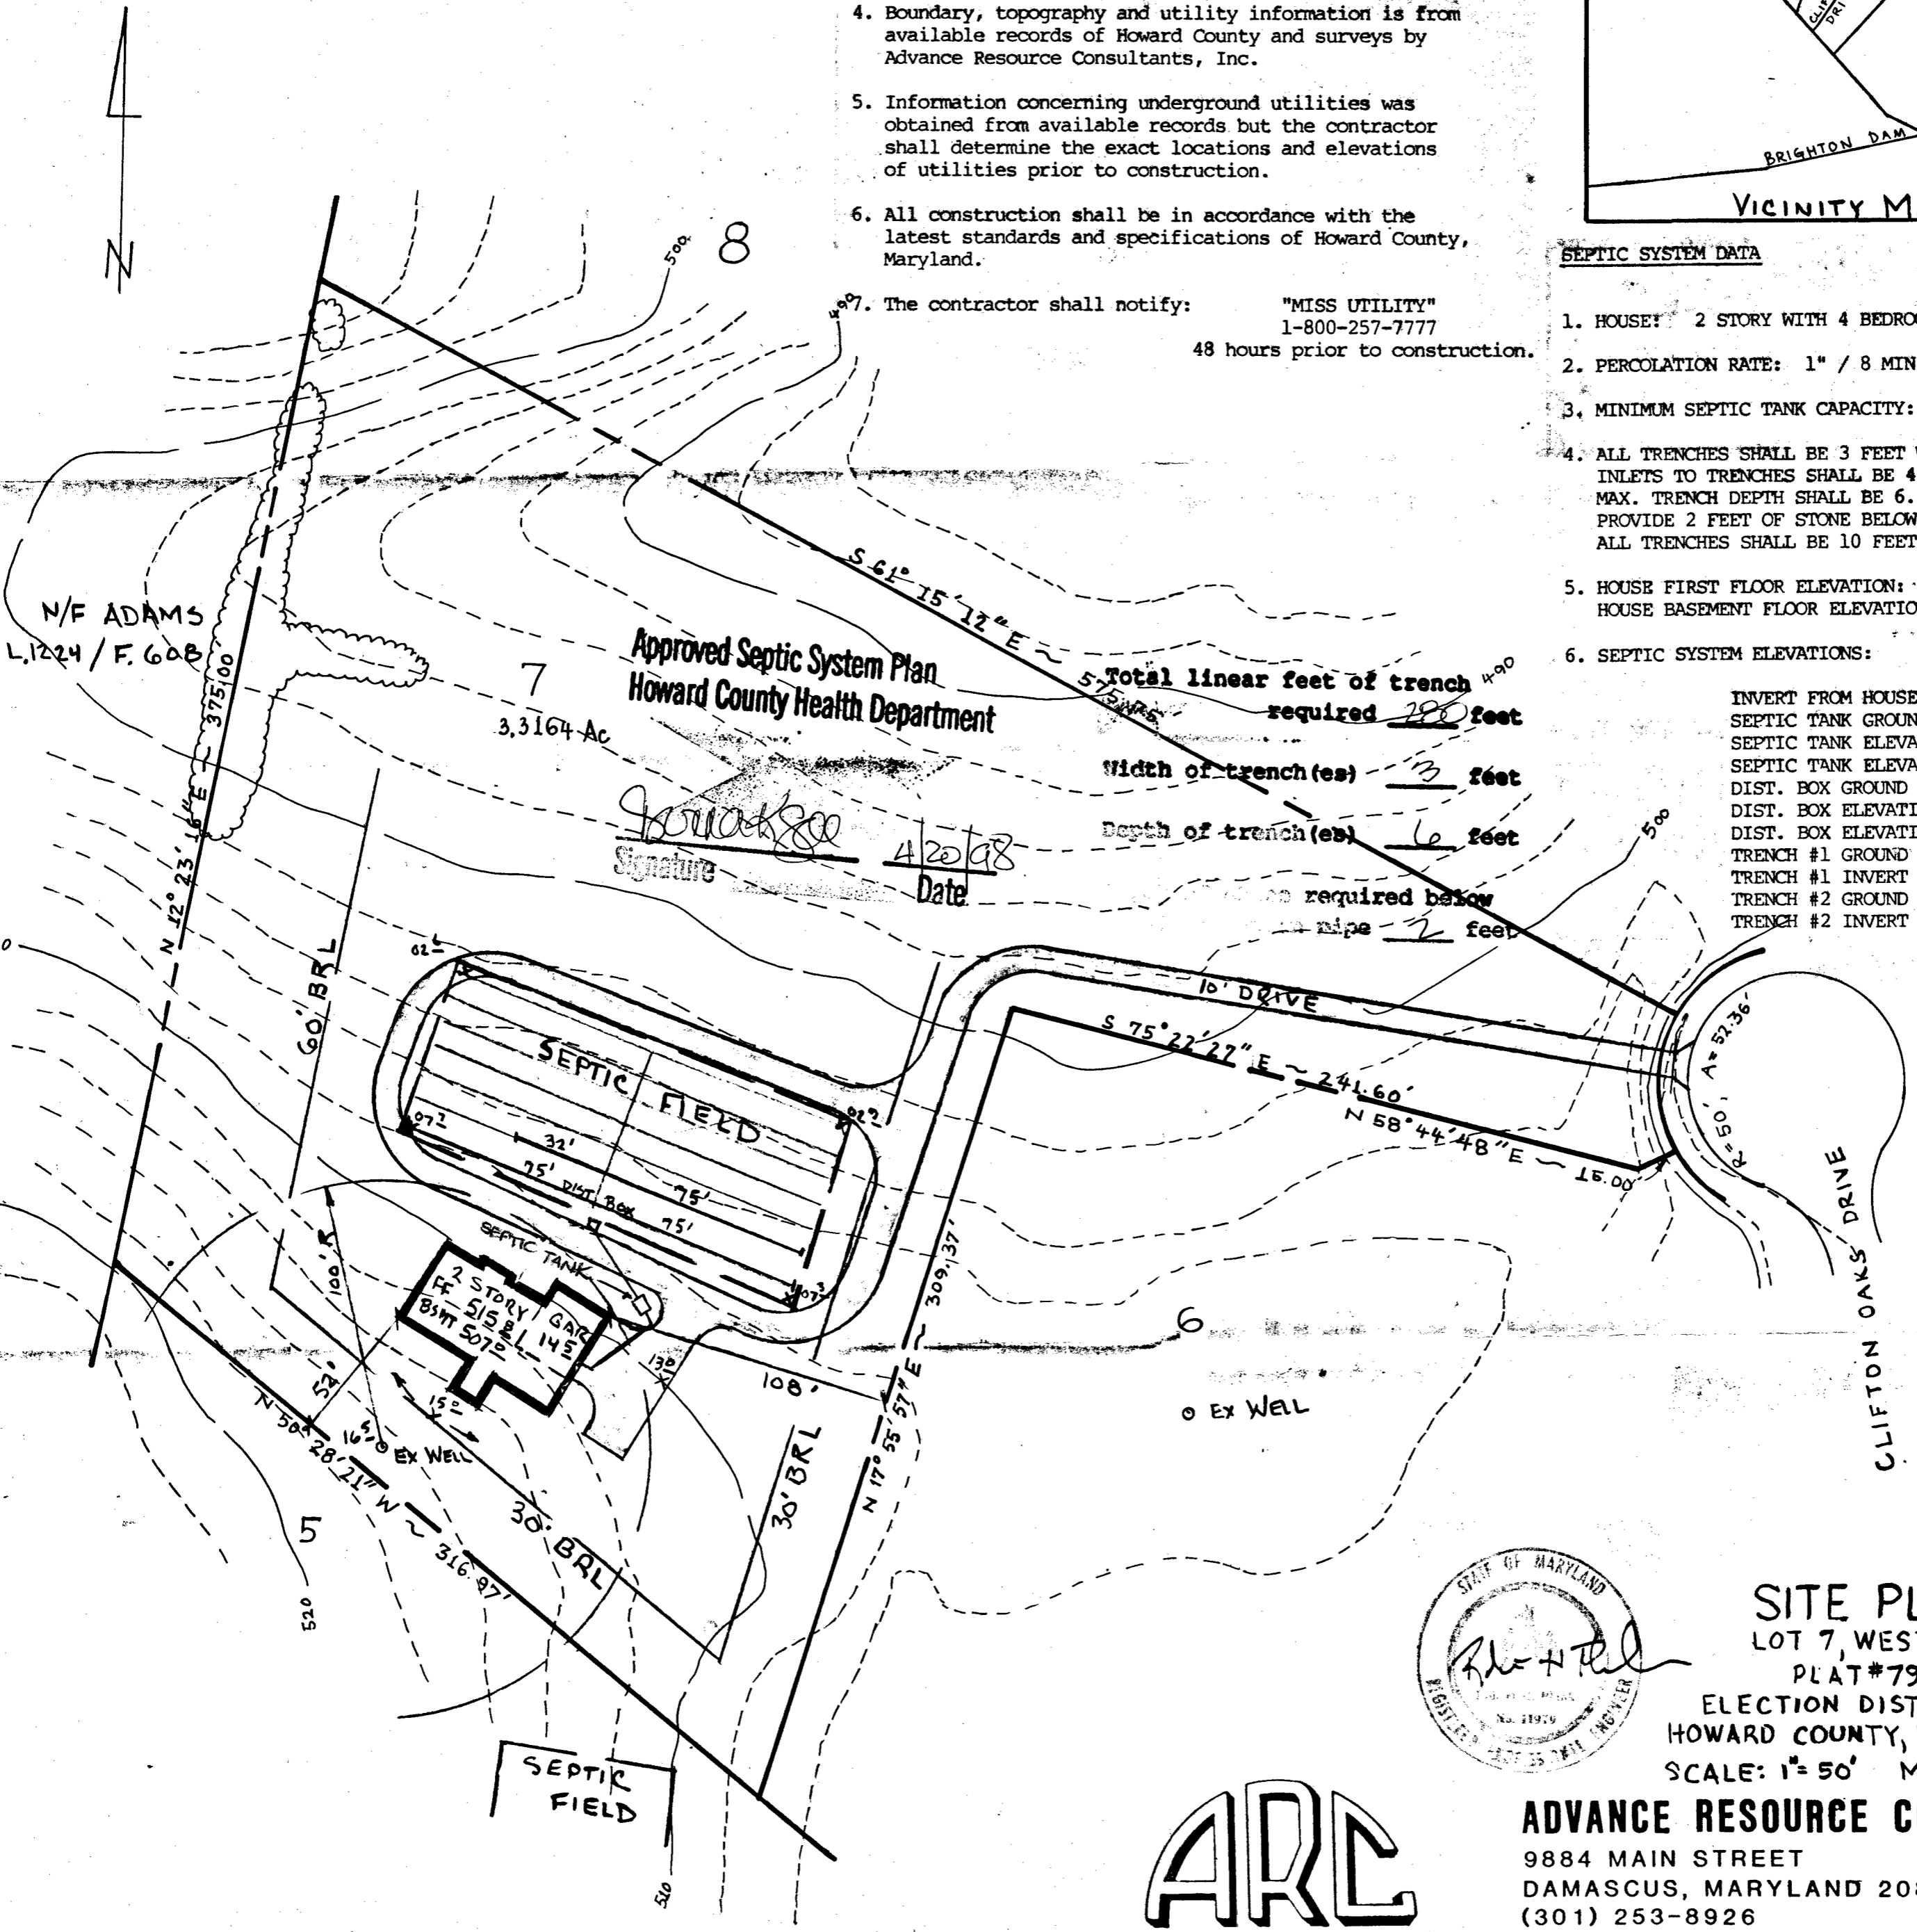 4. Boundary, topography and utility information is from
available records of Howard County and surveys by
Advance Resource Consultants, Inc.
5. Information concerning underground utilities was
obtained from available records but the contractor
shall determine the exact locations and elevations
of utilities prior to construction.
6. All construction shall be in accordance with the
latest standards and specifications of Howard County,
Maryland.
7. The contractor shall notify: "MISS UTILITY"
1-800-257-7777
48 hours prior to construction.
BRIGHTON DAM
VICINITY M
SEPTIC SYSTEM DATA
1. HOUSE: 2 STORY WITH 4 BEDRO
2. PERCOLATION RATE: 1" / 8 MIN
3. MINIMUM SEPTIC TANK CAPACITY:
4. ALL TRENCHES SHALL BE 3 FEET
INLETS TO TRENCHES SHALL BE 4
MAX. TRENCH DEPTH SHALL BE 6.
PROVIDE 2 FEET OF STONE BELOW
ALL TRENCHES SHALL BE 10 FEET
5. HOUSE FIRST FLOOR ELEVATION:
HOUSE BASEMENT FLOOR ELEVATIO
6. SEPTIC SYSTEM ELEVATIONS:
INVERT FROM HOUSE
SEPTIC TANK GROUN
SEPTIC TANK ELEVA
SEPTIC TANK ELEVA
DIST. BOX GROUND
DIST. BOX ELEVATI
DIST. BOX ELEVATI
TRENCH #1 GROUND
TRENCH #1 INVERT
TRENCH #2 GROUND
TRENCH #2 INVERT
N
8
500
490
N/F ADAMS
L.1224 / F. 608
N 12° 23' 16" E ~ 375.00'
7
3.3164 Ac
Approved Septic System Plan
Howard County Health Department
Signature
4/20/98
Date
S 61° 15' 12" E ~
Total linear feet of trench
required feet
490
Width of trench(es) 3 feet
Depth of trench(es) 6 feet
required below
pipe 2 feet
500
60' BRL
SEPTIC FIELD
32'
75'
75'
75'
DIST. BOX
SEPTIC TANK
10' DRIVE
S 75° 22' 27" E ~ 241.60'
N 58° 44' 48" E ~ 15.00'
R=50' A=52.36'
CLIFTON OAKS DRIVE
2 STORY
FF 515
BSMT 507
GAR
100' R
52'
EX WELL
108'
309.37'
N 17° 55' 57" E ~
30' BRL
30' BRL
N 50° 28' 21" W ~ 316.97'
6
EX WELL
5
520
510
SEPTIC
FIELD
STATE OF MARYLAND
No. 11979
SITE PL
LOT 7, WES
PLAT #79
ELECTION DIST
HOWARD COUNTY,
SCALE: 1"= 50' M
ARC
ADVANCE RESOURCE C
9884 MAIN STREET
DAMASCUS, MARYLAND 20
(301) 253-8926